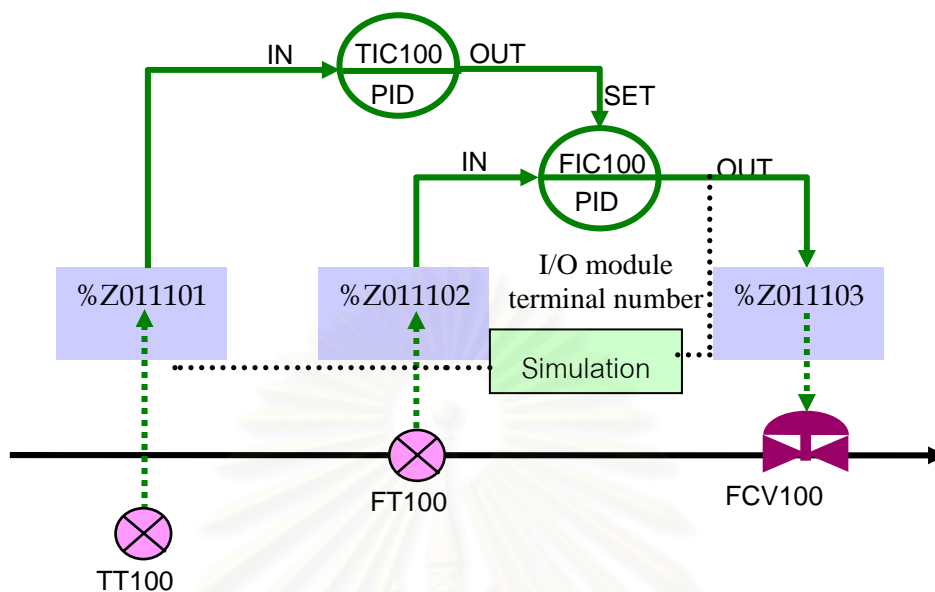 IN
TIC100
OUT
PID
SET
IN
FIC100
OUT
PID
I/O module
terminal number
%Z011101
%Z011102
%Z011103
Simulation
FT100
FCV100
TT100